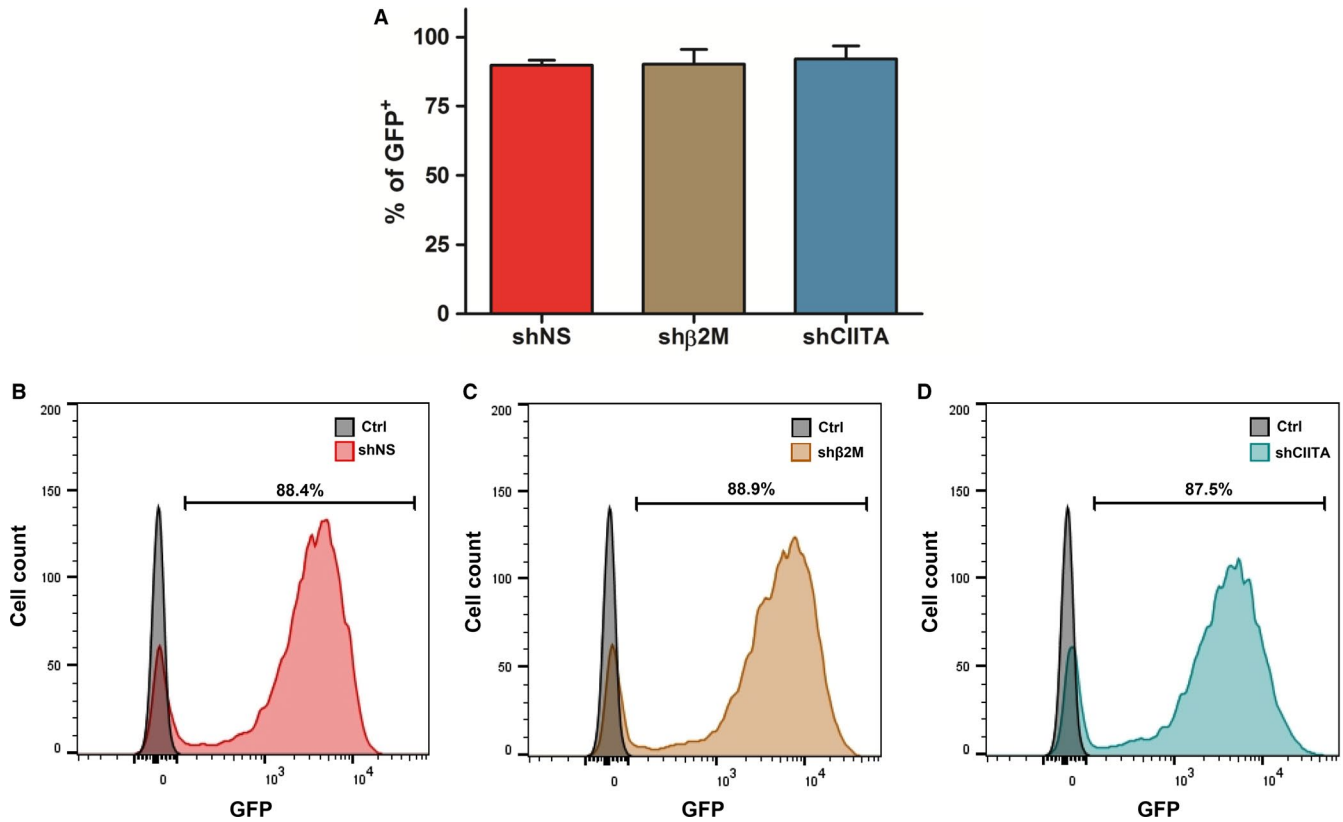 A
% of GFP⁺
100
75
50
25
0
shNS
shβ2M
shCIITA
B
Cell count
200
150
100
50
0
Ctrl
shNS
88.4%
0
10³
10⁴
GFP
C
Cell count
200
150
100
50
0
Ctrl
shβ2M
88.9%
0
10³
10⁴
GFP
D
Cell count
200
150
100
50
0
Ctrl
shCIITA
87.5%
0
10³
10⁴
GFP